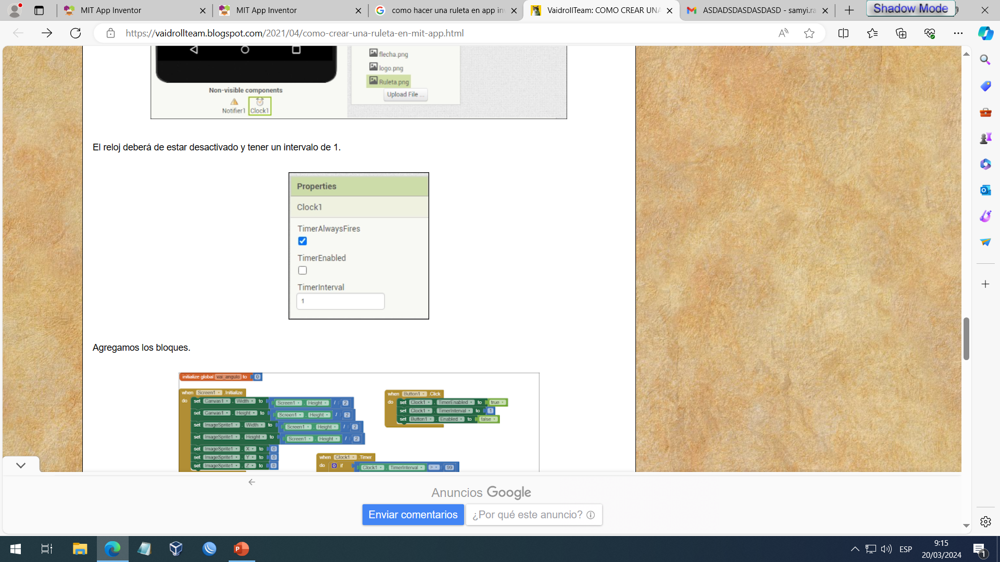 MIT App Inventor
MIT App Inventor
como hacer una ruleta en app in
VaidrollTeam: COMO CREAR UNA
ASDADSDASDASDASD - samyi.ra
Shadow Mode
https://vaidrollteam.blogspot.com/2021/04/como-crear-una-ruleta-en-mit-app.html
flecha.png
logo.png
Ruleta.png
Upload File ...
Non-visible components
Notifier1 Clock1
El reloj deberá de estar desactivado y tener un intervalo de 1.
Properties
Clock1
TimerAlwaysFires
TimerEnabled
TimerInterval
1
Agregamos los bloques.
initialize global vai_angulo to 0
when Screen1 .Initialize
do set Canvas1 . Width to Screen1 . Height / 2
set Canvas1 . Height to Screen1 . Height / 2
set ImageSprite1 . Width to Screen1 . Height / 2
set ImageSprite1 . Height to Screen1 . Height / 2
set ImageSprite1 . X to 0
set ImageSprite1 . Y to 0
set ImageSprite1 . Z to 0
when Button1 .Click
do set Clock1 . TimerEnabled to true
set Clock1 . TimerInterval to 1
set Button1 . Enabled to false
when Clock1 .Timer
do if Clock1 . TimerInterval > 99
Anuncios Google
Enviar comentarios
¿Por qué este anuncio?
ESP
9:15
20/03/2024
1